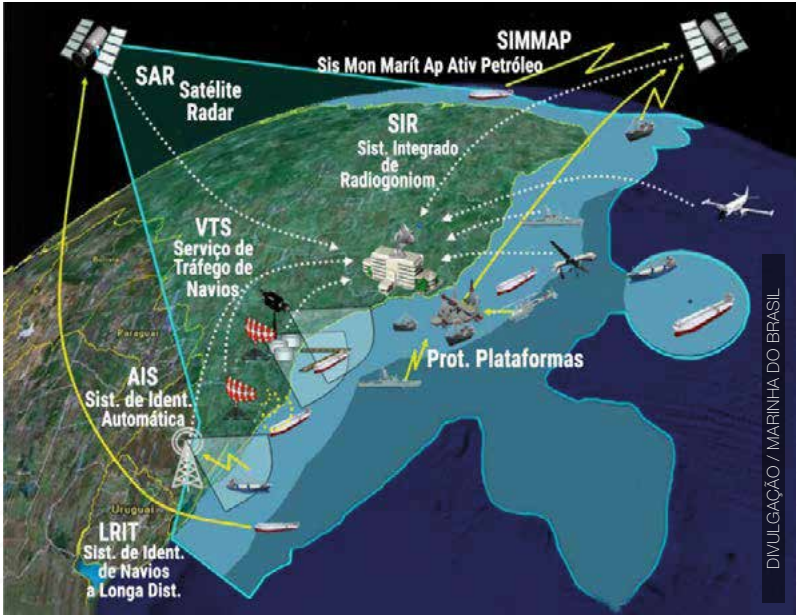 SIMMAP
Sis Mon Marít Ap Ativ Petróleo
SAR
Satélite
Radar
SIR
Sist. Integrado
de
Radiogoniom
VTS
Serviço de
Tráfego de
Navios
Bolivia
Paraguai
Prot. Plataformas
AIS
Sist. de Ident.
Automática
Uruguai
LRIT
Sist. de Ident.
de Navios
a Longa Dist.
DIVULGAÇÃO / MARINHA DO BRASIL